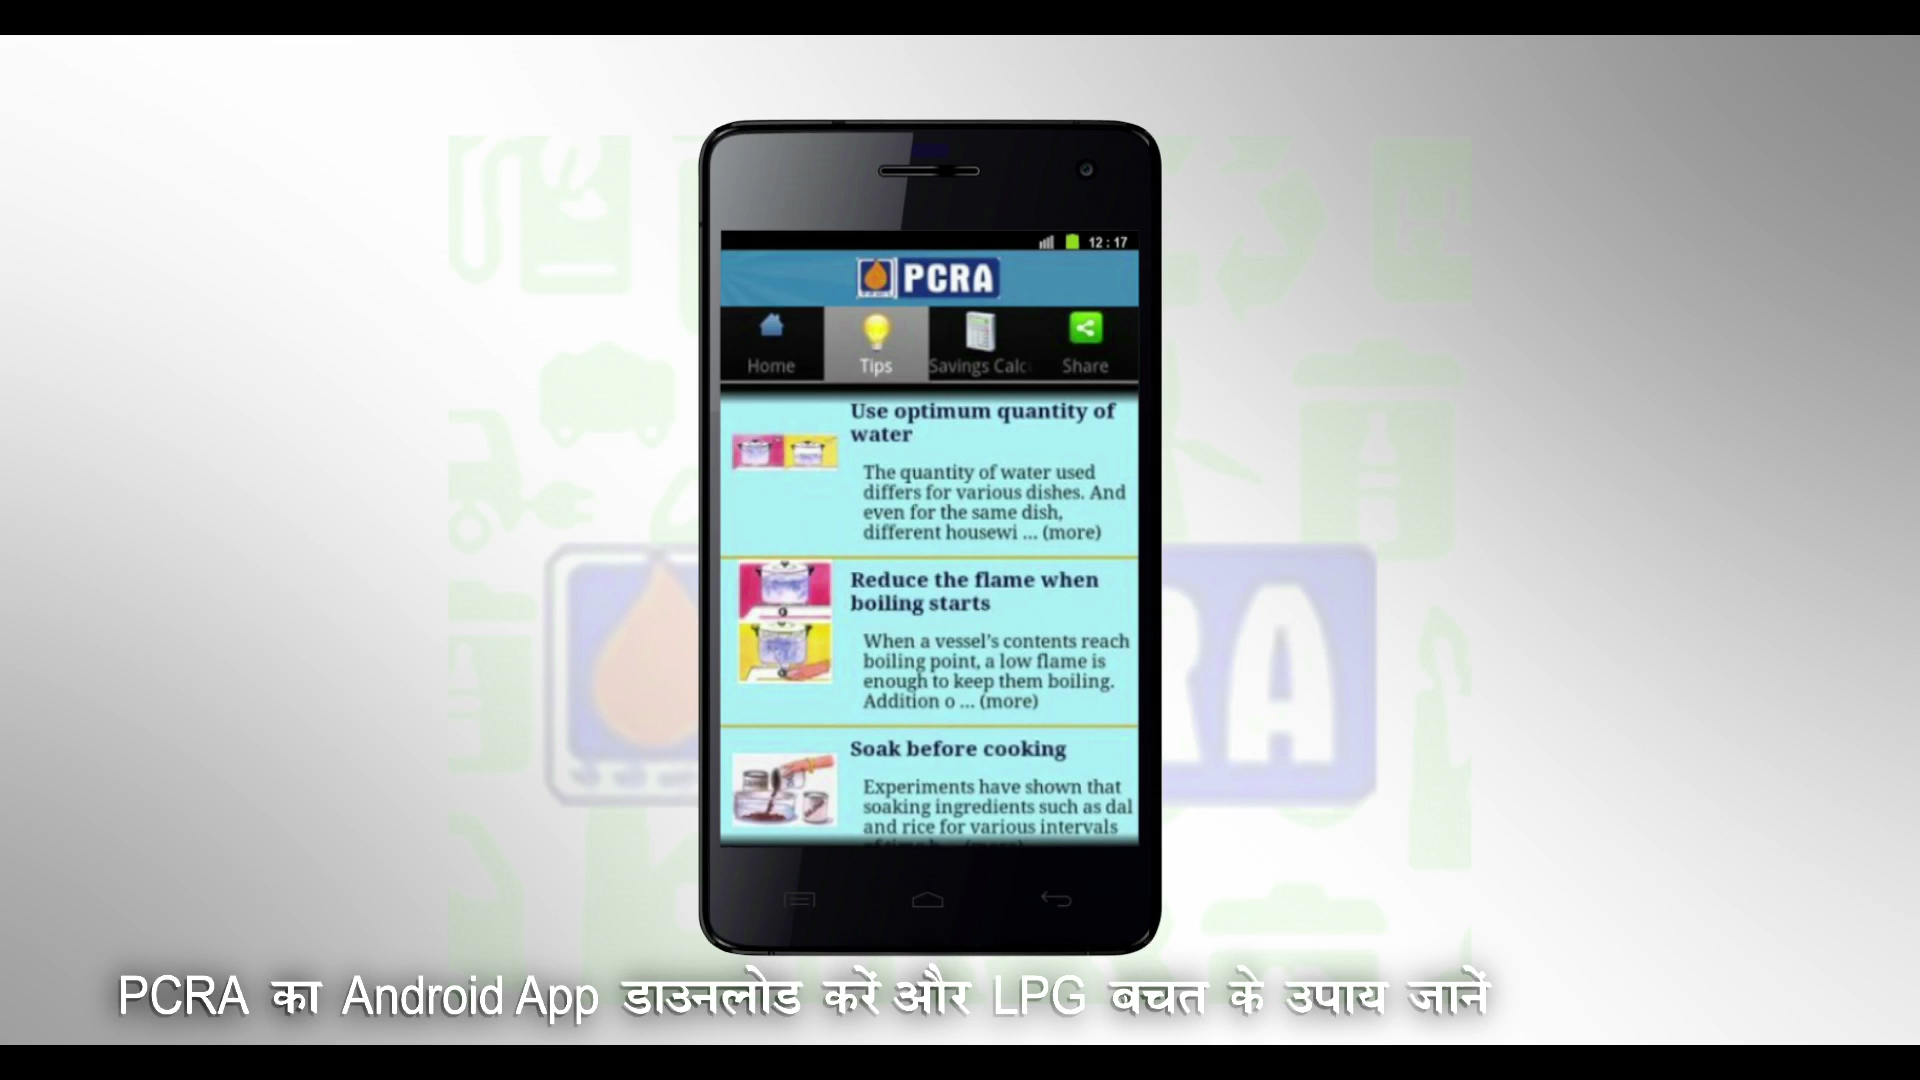 12:17
PCRA
Home Tips Savings Calc Share
Use optimum quantity of
water
The quantity of water used
differs for various dishes. And
even for the same dish,
different housewi ... (more)
Reduce the flame when
boiling starts
When a vessel's contents reach
boiling point, a low flame is
enough to keep them boiling.
Addition o ... (more)
Soak before cooking
Experiments have shown that
soaking ingredients such as dal
and rice for various intervals
RA
PCRA का Android App डाउनलोड करें और LPG बचत के उपाय जानें